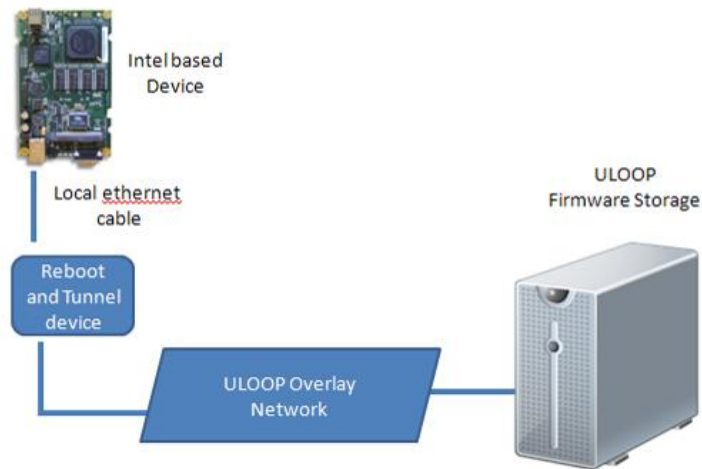 Intel based
Device
Local ethernet
cable
ULOOP
Firmware Storage
Reboot
and Tunnel
device
ULOOP Overlay
Network